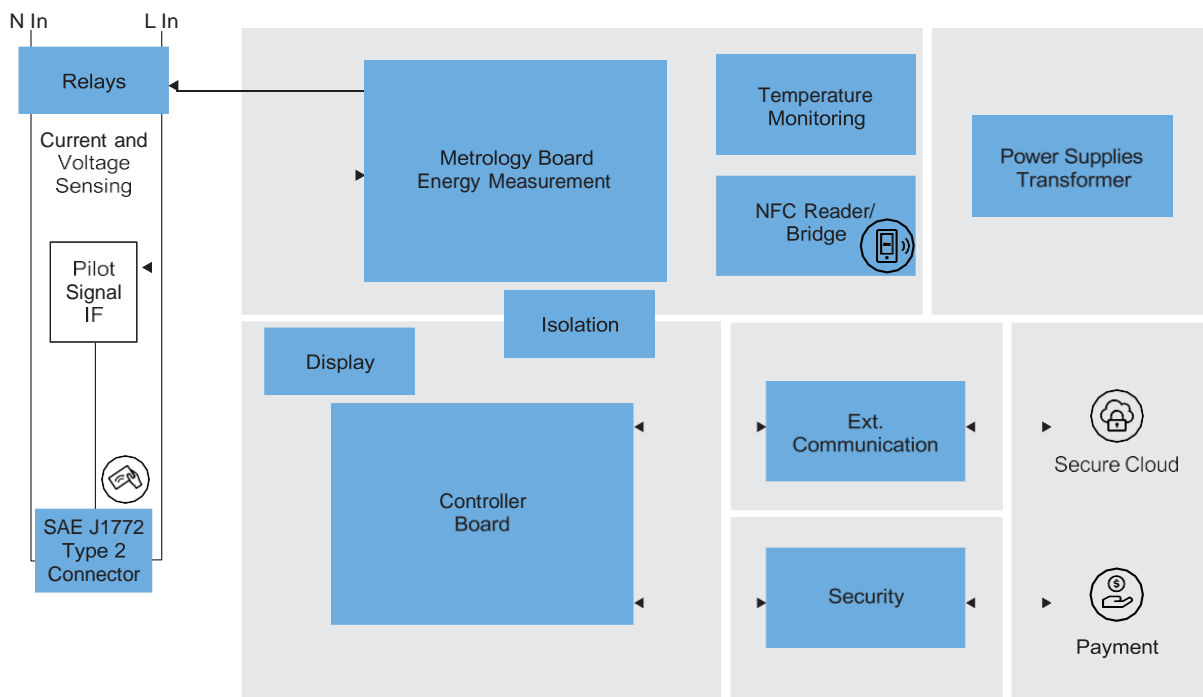 N In
L In
Relays
Current and
Voltage
Sensing
Pilot
Signal
IF
SAE J1772
Type 2
Connector
Metrology Board
Energy Measurement
Temperature
Monitoring
NFC Reader/
Bridge
Power Supplies
Transformer
Isolation
Display
Controller
Board
Ext.
Communication
Security
Secure Cloud
$
Payment